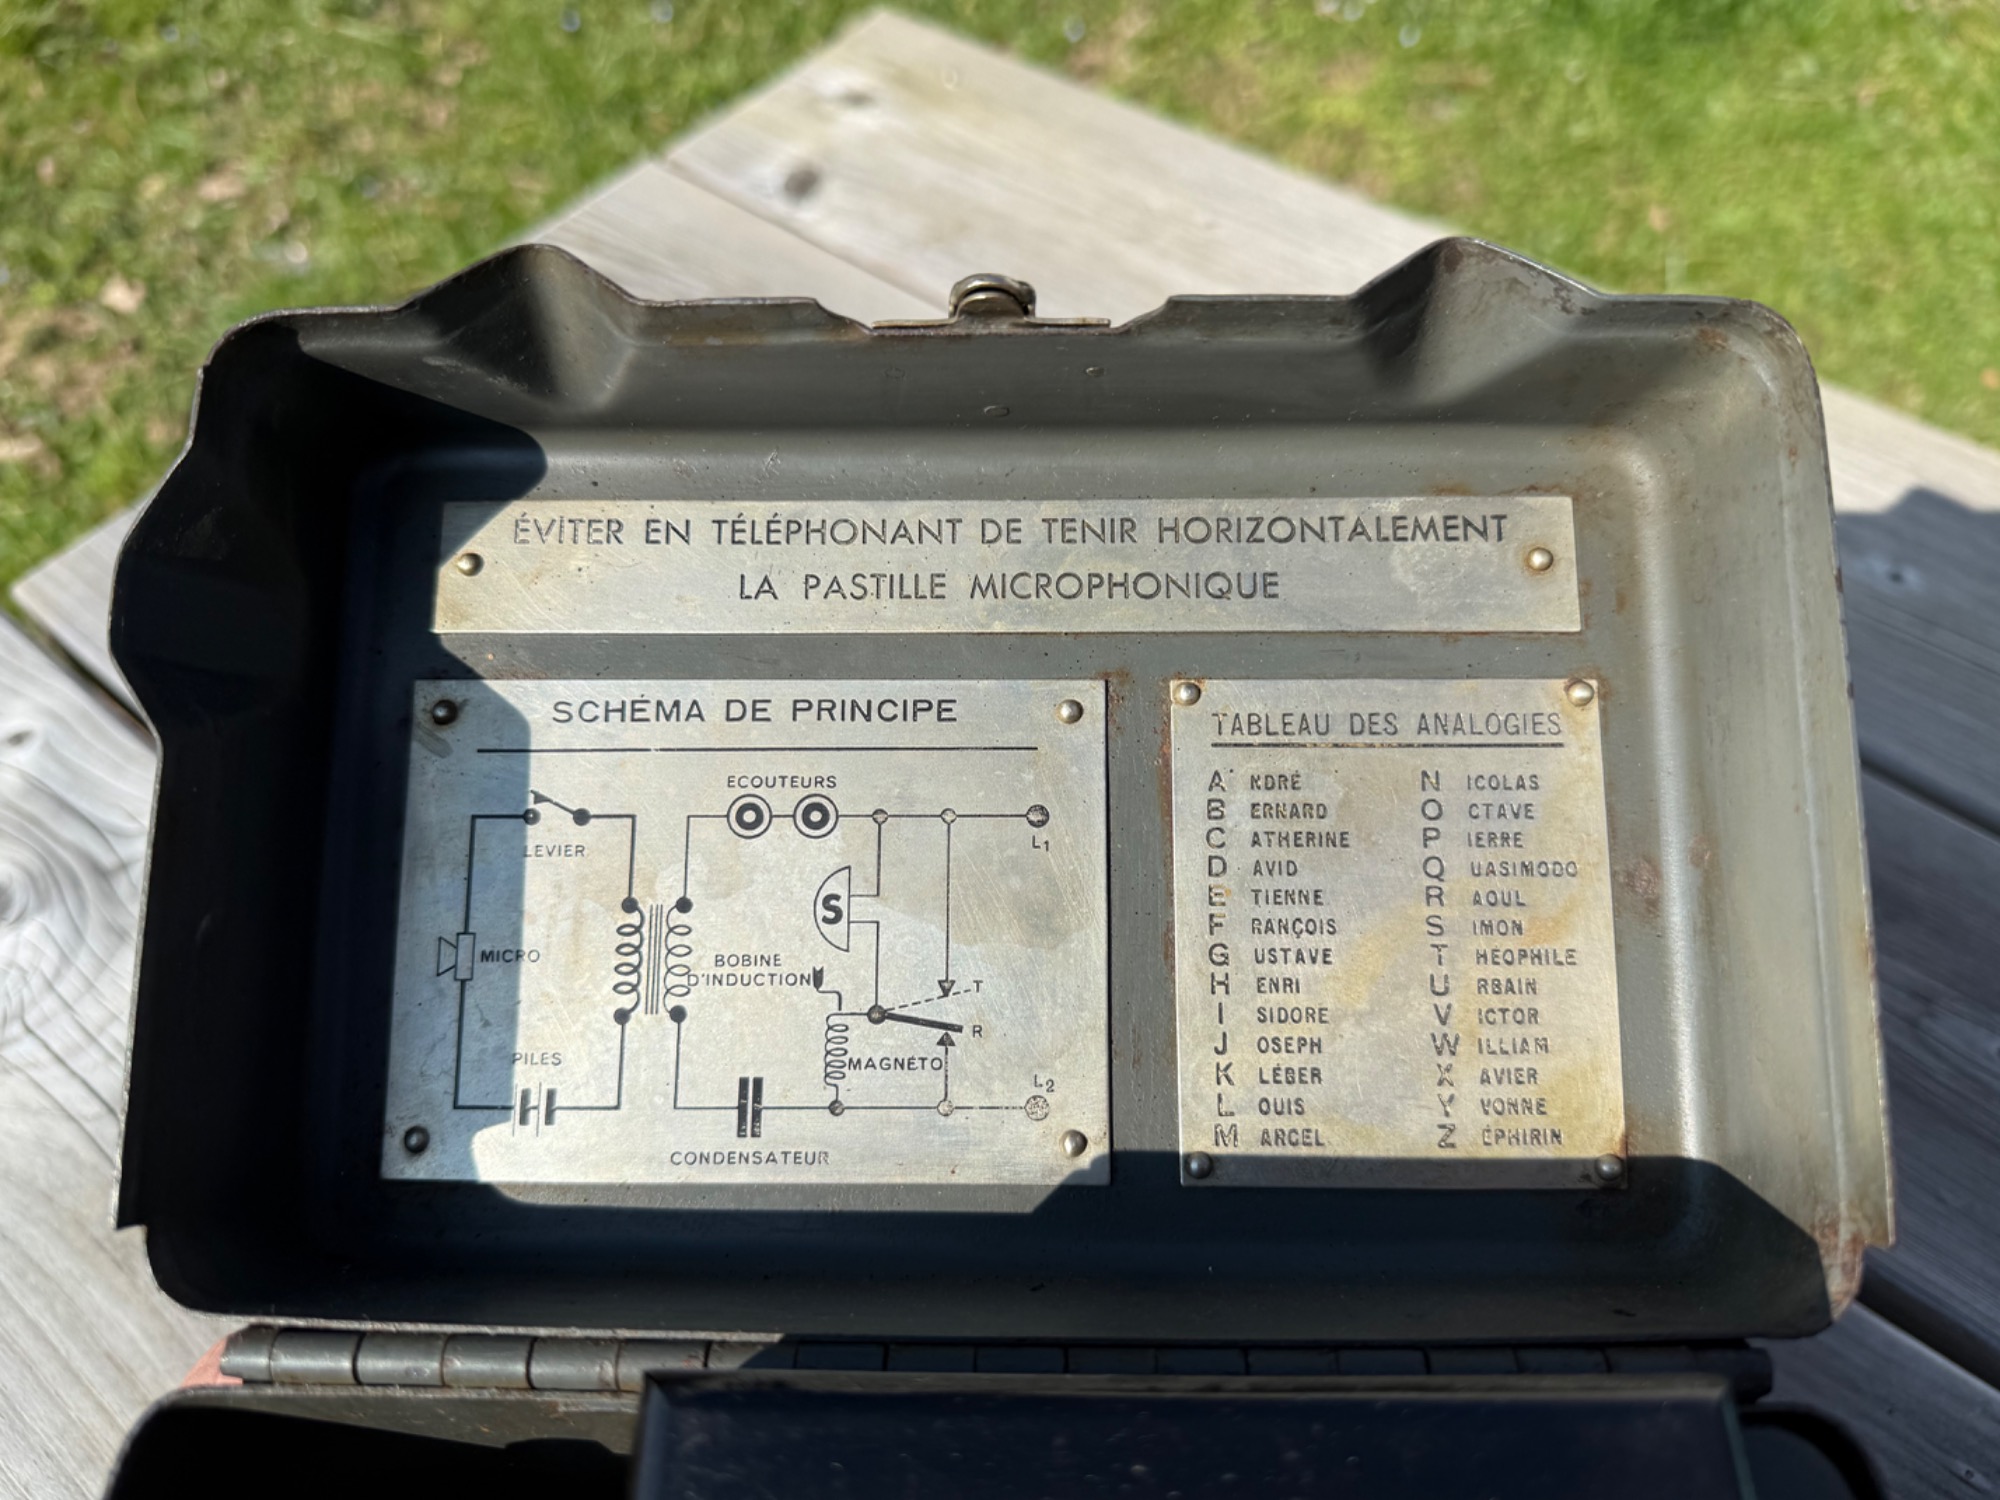 ÉVITER EN TÉLÉPHONANT DE TENIR HORIZONTALEMENT
LA PASTILLE MICROPHONIQUE
SCHÉMA DE PRINCIPE
ECOUTEURS
LEVIER
L1
S
MICRO
BOBINE
D'INDUCTION
T
R
PILES
MAGNÉTO
L2
CONDENSATEUR
TABLEAU DES ANALOGIES
A NDRÉ
B ERNARD
C ATHERINE
D AVID
E TIENNE
F RANÇOIS
G USTAVE
H ENRI
I SIDORE
J OSEPH
K LÉBER
L OUIS
M ARCEL
N ICOLAS
O CTAVE
P IERRE
Q UASIMODO
R AOUL
S IMON
T HÉOPHILE
U RBAIN
V ICTOR
W ILLIAM
X AVIER
Y VONNE
Z ÉPHIRIN